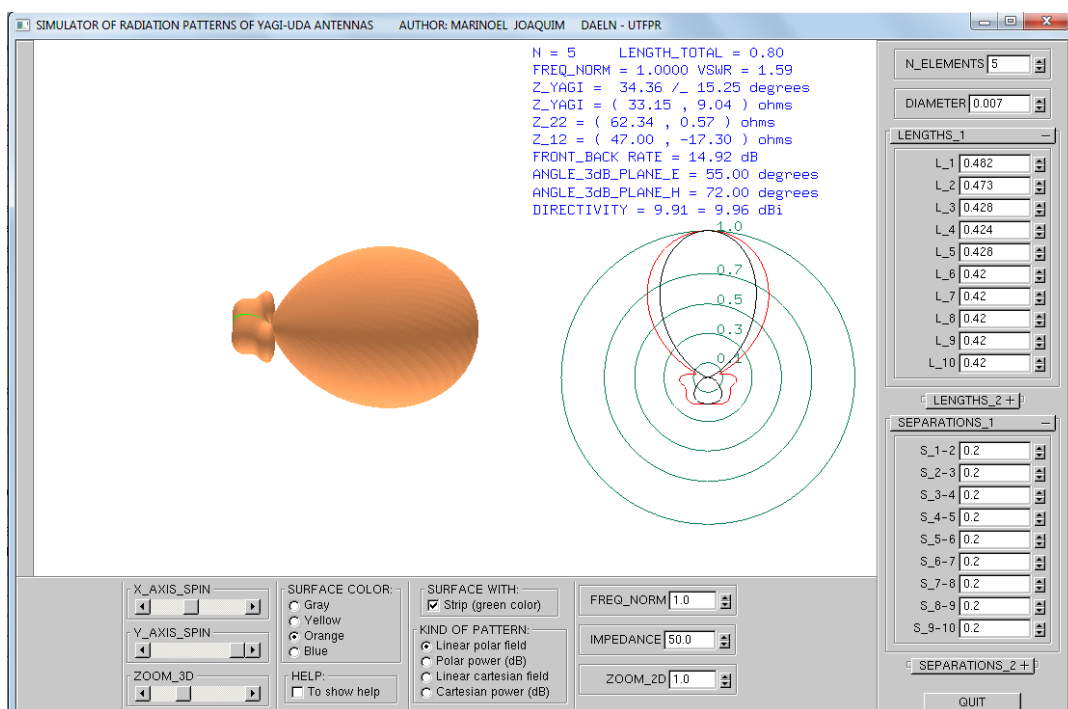 SIMULATOR OF RADIATION PATTERNS OF YAGI-UDA ANTENNAS AUTHOR: MARINOEL JOAQUIM DAELN - UTFPR
N = 5 LENGTH_TOTAL = 0.80
FREQ_NORM = 1.0000 VSWR = 1.59
Z_YAGI = 34.36 /_ 15.25 degrees
Z_YAGI = ( 33.15 , 9.04 ) ohms
Z_22 = ( 62.34 , 0.57 ) ohms
Z_12 = ( 47.00 , -17.30 ) ohms
FRONT_BACK RATE = 14.92 dB
ANGLE_3dB_PLANE_E = 55.00 degrees
ANGLE_3dB_PLANE_H = 72.00 degrees
DIRECTIVITY = 9.91 = 9.96 dBi
1.0
0.7
0.5
0.3
0.1
N_ELEMENTS 5
DIAMETER 0.007
LENGTHS_1 −
L_1 0.482
L_2 0.473
L_3 0.428
L_4 0.424
L_5 0.428
L_6 0.42
L_7 0.42
L_8 0.42
L_9 0.42
L_10 0.42
LENGTHS_2 +
SEPARATIONS_1 −
S_1-2 0.2
S_2-3 0.2
S_3-4 0.2
S_4-5 0.2
S_5-6 0.2
S_6-7 0.2
S_7-8 0.2
S_8-9 0.2
S_9-10 0.2
SEPARATIONS_2 +
QUIT
X_AXIS_SPIN
Y_AXIS_SPIN
ZOOM_3D
SURFACE COLOR:
Gray
Yellow
Orange
Blue
HELP:
To show help
SURFACE WITH:
Strip (green color)
KIND OF PATTERN:
Linear polar field
Polar power (dB)
Linear cartesian field
Cartesian power (dB)
FREQ_NORM 1.0
IMPEDANCE 50.0
ZOOM_2D 1.0